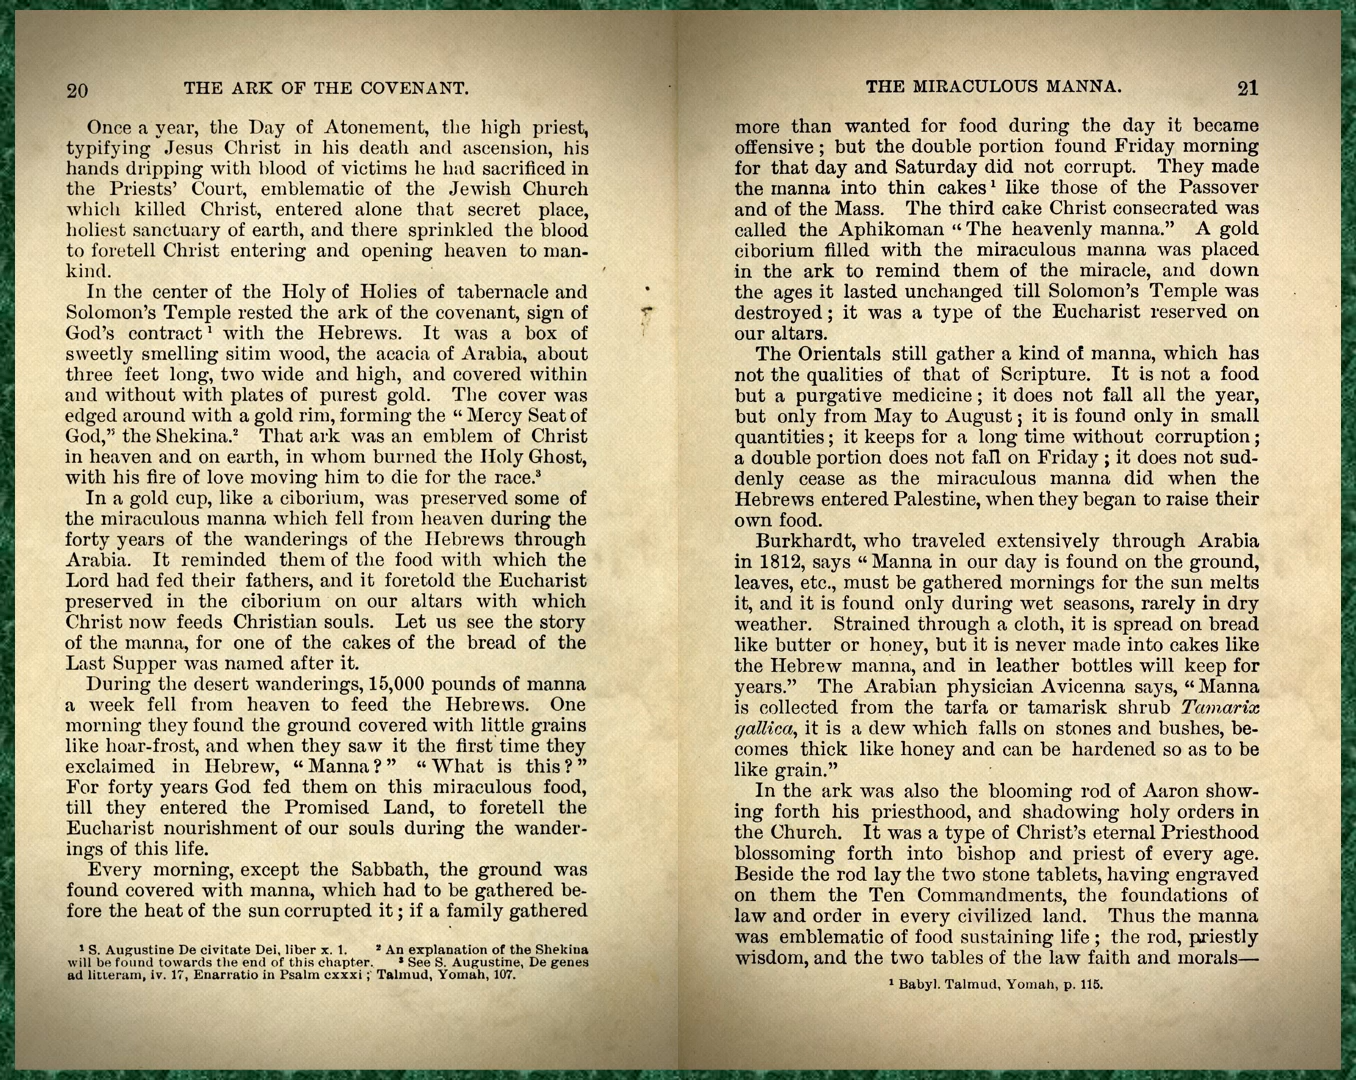 20 THE ARK OF THE COVENANT.
Once a year, the Day of Atonement, the high priest,
typifying Jesus Christ in his death and ascension, his
hands dripping with blood of victims he had sacrificed in
the Priests' Court, emblematic of the Jewish Church
which killed Christ, entered alone that secret place,
holiest sanctuary of earth, and there sprinkled the blood
to foretell Christ entering and opening heaven to man-
kind.
In the center of the Holy of Holies of tabernacle and
Solomon's Temple rested the ark of the covenant, sign of
God's contract¹ with the Hebrews. It was a box of
sweetly smelling sitim wood, the acacia of Arabia, about
three feet long, two wide and high, and covered within
and without with plates of purest gold. The cover was
edged around with a gold rim, forming the “ Mercy Seat of
God,” the Shekina.² That ark was an emblem of Christ
in heaven and on earth, in whom burned the Holy Ghost,
with his fire of love moving him to die for the race.³
In a gold cup, like a ciborium, was preserved some of
the miraculous manna which fell from heaven during the
forty years of the wanderings of the Hebrews through
Arabia. It reminded them of the food with which the
Lord had fed their fathers, and it foretold the Eucharist
preserved in the ciborium on our altars with which
Christ now feeds Christian souls. Let us see the story
of the manna, for one of the cakes of the bread of the
Last Supper was named after it.
During the desert wanderings, 15,000 pounds of manna
a week fell from heaven to feed the Hebrews. One
morning they found the ground covered with little grains
like hoar-frost, and when they saw it the first time they
exclaimed in Hebrew, “ Manna ? ” “ What is this ? ”
For forty years God fed them on this miraculous food,
till they entered the Promised Land, to foretell the
Eucharist nourishment of our souls during the wander-
ings of this life.
Every morning, except the Sabbath, the ground was
found covered with manna, which had to be gathered be-
fore the heat of the sun corrupted it ; if a family gathered
¹ S. Augustine De civitate Dei, liber x. 1. ² An explanation of the Shekina
will be found towards the end of this chapter. ³ See S. Augustine, De genes
ad litteram, iv. 17, Enarratio in Psalm cxxxi ; Talmud, Yomah, 107.
THE MIRACULOUS MANNA. 21
more than wanted for food during the day it became
offensive ; but the double portion found Friday morning
for that day and Saturday did not corrupt. They made
the manna into thin cakes¹ like those of the Passover
and of the Mass. The third cake Christ consecrated was
called the Aphikoman “ The heavenly manna.” A gold
ciborium filled with the miraculous manna was placed
in the ark to remind them of the miracle, and down
the ages it lasted unchanged till Solomon's Temple was
destroyed ; it was a type of the Eucharist reserved on
our altars.
The Orientals still gather a kind of manna, which has
not the qualities of that of Scripture. It is not a food
but a purgative medicine ; it does not fall all the year,
but only from May to August ; it is found only in small
quantities ; it keeps for a long time without corruption ;
a double portion does not fall on Friday ; it does not sud-
denly cease as the miraculous manna did when the
Hebrews entered Palestine, when they began to raise their
own food.
Burkhardt, who traveled extensively through Arabia
in 1812, says “ Manna in our day is found on the ground,
leaves, etc., must be gathered mornings for the sun melts
it, and it is found only during wet seasons, rarely in dry
weather. Strained through a cloth, it is spread on bread
like butter or honey, but it is never made into cakes like
the Hebrew manna, and in leather bottles will keep for
years.” The Arabian physician Avicenna says, “ Manna
is collected from the tarfa or tamarisk shrub Tamarix
gallica, it is a dew which falls on stones and bushes, be-
comes thick like honey and can be hardened so as to be
like grain.”
In the ark was also the blooming rod of Aaron show-
ing forth his priesthood, and shadowing holy orders in
the Church. It was a type of Christ's eternal Priesthood
blossoming forth into bishop and priest of every age.
Beside the rod lay the two stone tablets, having engraved
on them the Ten Commandments, the foundations of
law and order in every civilized land. Thus the manna
was emblematic of food sustaining life ; the rod, priestly
wisdom, and the two tables of the law faith and morals—
¹ Babyl. Talmud, Yomah, p. 115.